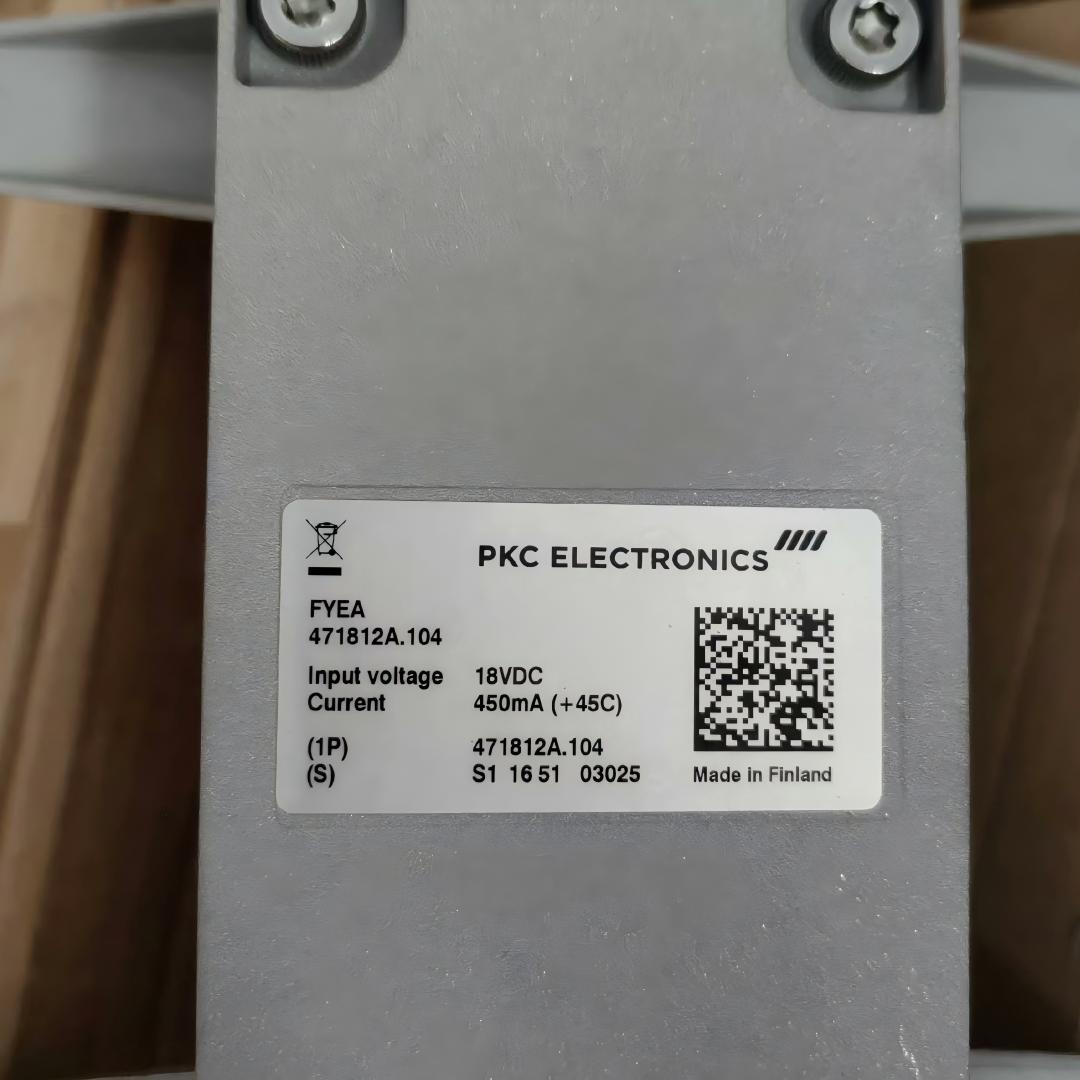 PKC ELECTRONICS
FYEA
471812A.104
Input voltage 18VDC
Current 450mA (+45C)
(1P) 471812A.104
(S) S1 16 51 03025
Made in Finland